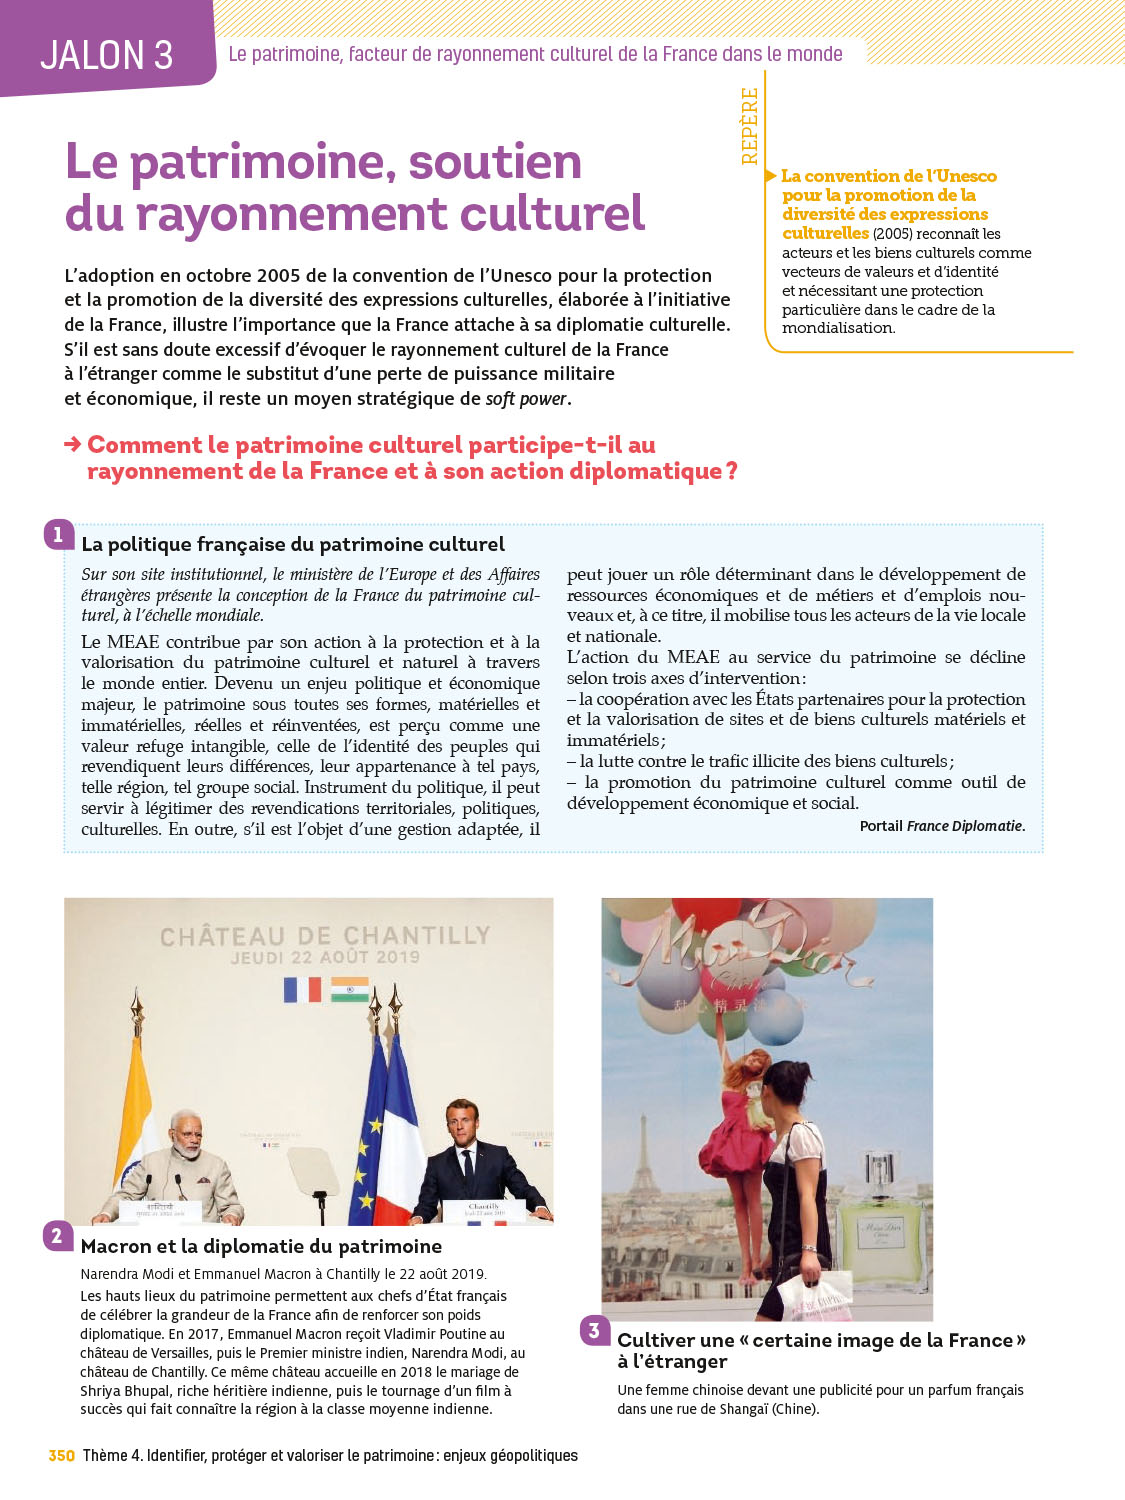 JALON 3
Le patrimoine, facteur de rayonnement culturel de la France dans le monde
Le patrimoine, soutien
du rayonnement culturel
L'adoption en octobre 2005 de la convention de l'Unesco pour la protection
et la promotion de la diversité des expressions culturelles, élaborée à l'initiative
de la France, illustre l'importance que la France attache à sa diplomatie culturelle.
S'il est sans doute excessif d'évoquer le rayonnement culturel de la France
à l'étranger comme le substitut d'une perte de puissance militaire
et économique, il reste un moyen stratégique de soft power.
→ Comment le patrimoine culturel participe-t-il au
rayonnement de la France et à son action diplomatique ?
REPÈRE
La convention de l'Unesco
pour la promotion de la
diversité des expressions
culturelles (2005) reconnaît les
acteurs et les biens culturels comme
vecteurs de valeurs et d'identité
et nécessitant une protection
particulière dans le cadre de la
mondialisation.
1
La politique française du patrimoine culturel
Sur son site institutionnel, le ministère de l'Europe et des Affaires
étrangères présente la conception de la France du patrimoine cul-
turel, à l'échelle mondiale.
Le MEAE contribue par son action à la protection et à la
valorisation du patrimoine culturel et naturel à travers
le monde entier. Devenu un enjeu politique et économique
majeur, le patrimoine sous toutes ses formes, matérielles et
immatérielles, réelles et réinventées, est perçu comme une
valeur refuge intangible, celle de l'identité des peuples qui
revendiquent leurs différences, leur appartenance à tel pays,
telle région, tel groupe social. Instrument du politique, il peut
servir à légitimer des revendications territoriales, politiques,
culturelles. En outre, s'il est l'objet d'une gestion adaptée, il
peut jouer un rôle déterminant dans le développement de
ressources économiques et de métiers et d'emplois nou-
veaux et, à ce titre, il mobilise tous les acteurs de la vie locale
et nationale.
L'action du MEAE au service du patrimoine se décline
selon trois axes d'intervention :
– la coopération avec les États partenaires pour la protection
et la valorisation de sites et de biens culturels matériels et
immatériels ;
– la lutte contre le trafic illicite des biens culturels ;
– la promotion du patrimoine culturel comme outil de
développement économique et social.
Portail France Diplomatie.
CHÂTEAU DE CHANTILLY
JEUDI 22 AOÛT 2019
Chantilly
Jeudi 22 août 2019
2
Macron et la diplomatie du patrimoine
Narendra Modi et Emmanuel Macron à Chantilly le 22 août 2019.
Les hauts lieux du patrimoine permettent aux chefs d'État français
de célébrer la grandeur de la France afin de renforcer son poids
diplomatique. En 2017, Emmanuel Macron reçoit Vladimir Poutine au
château de Versailles, puis le Premier ministre indien, Narendra Modi, au
château de Chantilly. Ce même château accueille en 2018 le mariage de
Shriya Bhupal, riche héritière indienne, puis le tournage d'un film à
succès qui fait connaître la région à la classe moyenne indienne.
Miss Dior
Chérie
Miss Dior
3
Cultiver une « certaine image de la France »
à l'étranger
Une femme chinoise devant une publicité pour un parfum français
dans une rue de Shangaï (Chine).
350 Thème 4. Identifier, protéger et valoriser le patrimoine : enjeux géopolitiques